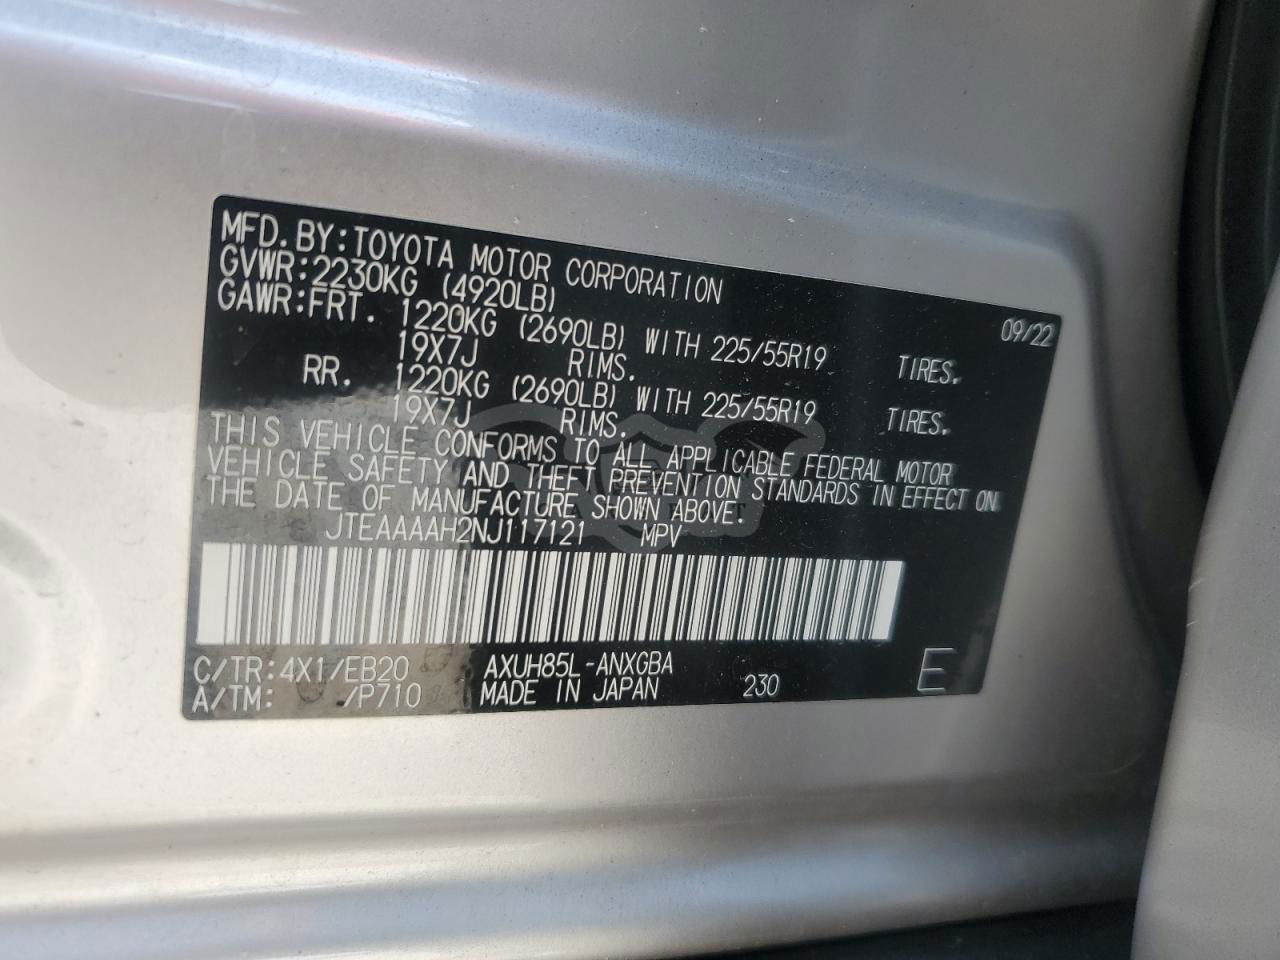 MFD. BY: TOYOTA MOTOR CORPORATION 09/22
GVWR: 2230KG (4920LB)
GAWR: FRT. 1220KG (2690LB) WITH 225/55R19 TIRES.
19X7J RIMS.
RR. 1220KG (2690LB) WITH 225/55R19 TIRES.
19X7J RIMS.
THIS VEHICLE CONFORMS TO ALL APPLICABLE FEDERAL MOTOR
VEHICLE SAFETY AND THEFT PREVENTION STANDARDS IN EFFECT ON
THE DATE OF MANUFACTURE SHOWN ABOVE.
JTEAAAAH2NJ117121 MPV
C/TR: 4X1/EB20 AXUH85L-ANXGBA
A/TM: /P710 MADE IN JAPAN 230 E